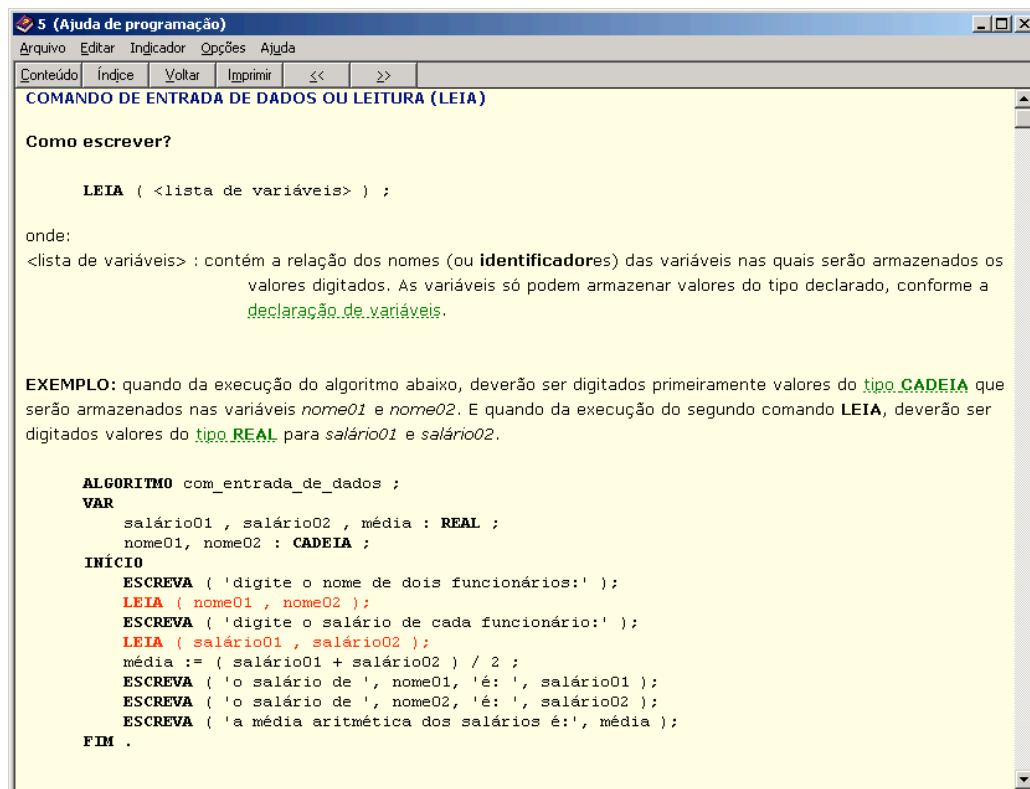 5 (Ajuda de programação)
Arquivo Editar Indicador Opções Ajuda
Conteúdo Índice Voltar Imprimir << >>
COMANDO DE ENTRADA DE DADOS OU LEITURA (LEIA)
Como escrever?
LEIA ( <lista de variáveis> ) ;
onde:
<lista de variáveis> : contém a relação dos nomes (ou identificadores) das variáveis nas quais serão armazenados os
valores digitados. As variáveis só podem armazenar valores do tipo declarado, conforme a
declaração de variáveis.
EXEMPLO: quando da execução do algoritmo abaixo, deverão ser digitados primeiramente valores do tipo CADEIA que
serão armazenados nas variáveis nome01 e nome02. E quando da execução do segundo comando LEIA, deverão ser
digitados valores do tipo REAL para salário01 e salário02.
ALGORITMO com_entrada_de_dados ;
VAR
salário01 , salário02 , média : REAL ;
nome01, nome02 : CADEIA ;
INÍCIO
ESCREVA ( 'digite o nome de dois funcionários:' );
LEIA ( nome01 , nome02 );
ESCREVA ( 'digite o salário de cada funcionário:' );
LEIA ( salário01 , salário02 );
média := ( salário01 + salário02 ) / 2 ;
ESCREVA ( 'o salário de ', nome01, 'é: ', salário01 );
ESCREVA ( 'o salário de ', nome02, 'é: ', salário02 );
ESCREVA ( 'a média aritmética dos salários é:', média );
FIM .